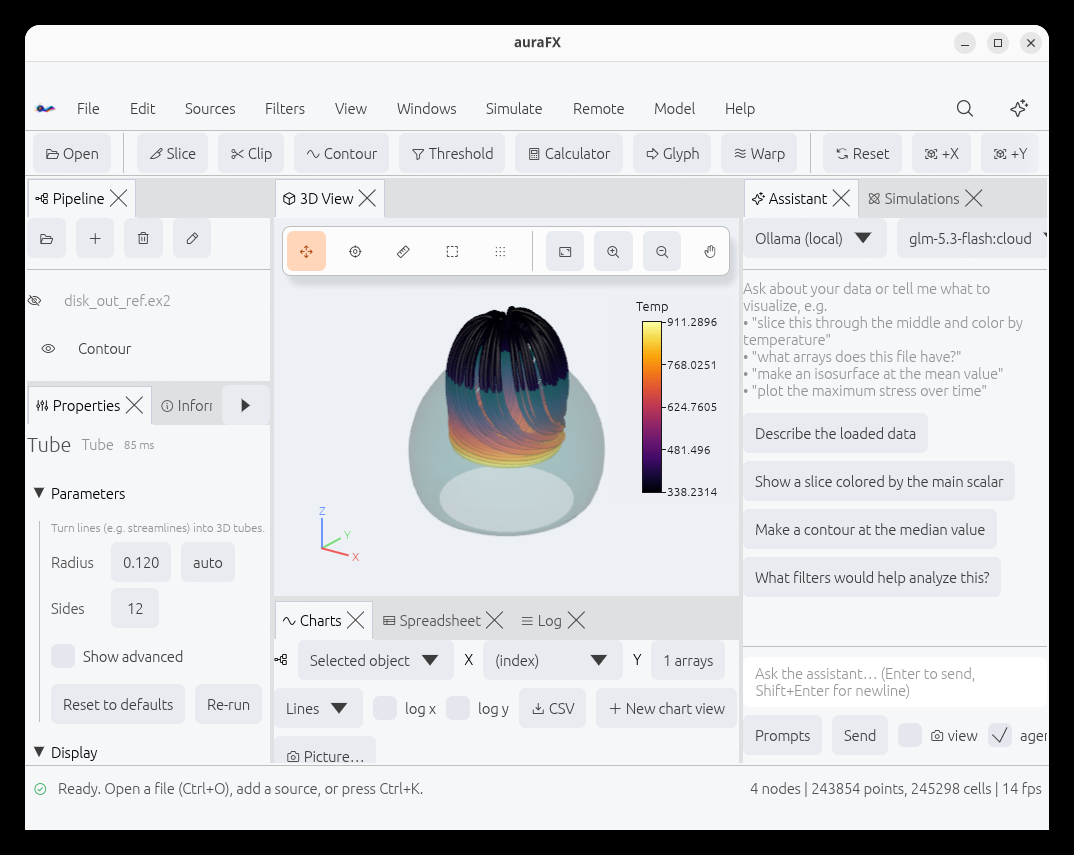 auraFX
File Edit Sources Filters View Windows Simulate Remote Model Help
Open Slice Clip Contour Threshold Calculator Glyph Warp Reset +X +Y
Pipeline
disk_out_ref.ex2
Contour
Properties Infor
Tube Tube 85 ms
Parameters
Turn lines (e.g. streamlines) into 3D tubes.
Radius 0.120 auto
Sides 12
Show advanced
Reset to defaults Re-run
Display
3D View
Temp
911.2896
768.0251
624.7605
481.496
338.2314
Z
Y
X
Charts Spreadsheet Log
Selected object X (index) Y 1 arrays
Lines log x log y CSV + New chart view
Picture...
Assistant Simulations
Ollama (local) glm-5.3-flash:cloud
Ask about your data or tell me what to
visualize, e.g.
• "slice this through the middle and color by
temperature"
• "what arrays does this file have?"
• "make an isosurface at the mean value"
• "plot the maximum stress over time"
Describe the loaded data
Show a slice colored by the main scalar
Make a contour at the median value
What filters would help analyze this?
Ask the assistant... (Enter to send,
Shift+Enter for newline)
Prompts Send view ager
Ready. Open a file (Ctrl+O), add a source, or press Ctrl+K.
4 nodes | 243854 points, 245298 cells | 14 fps